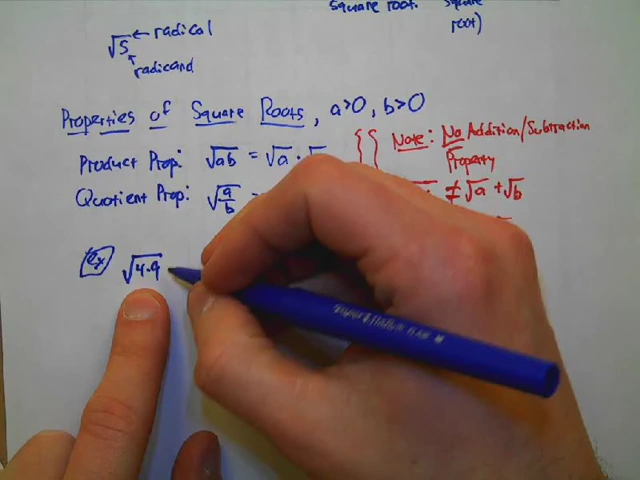 square root.
square
root)
√5 ← radical
radicand
Properties of Square Roots, a>0, b>0
Product Prop: √ab = √a · √
Quotient Prop: √a/b =
Note: No Addition/Subtraction
Property
≠ √a + √b
Ex √4·9